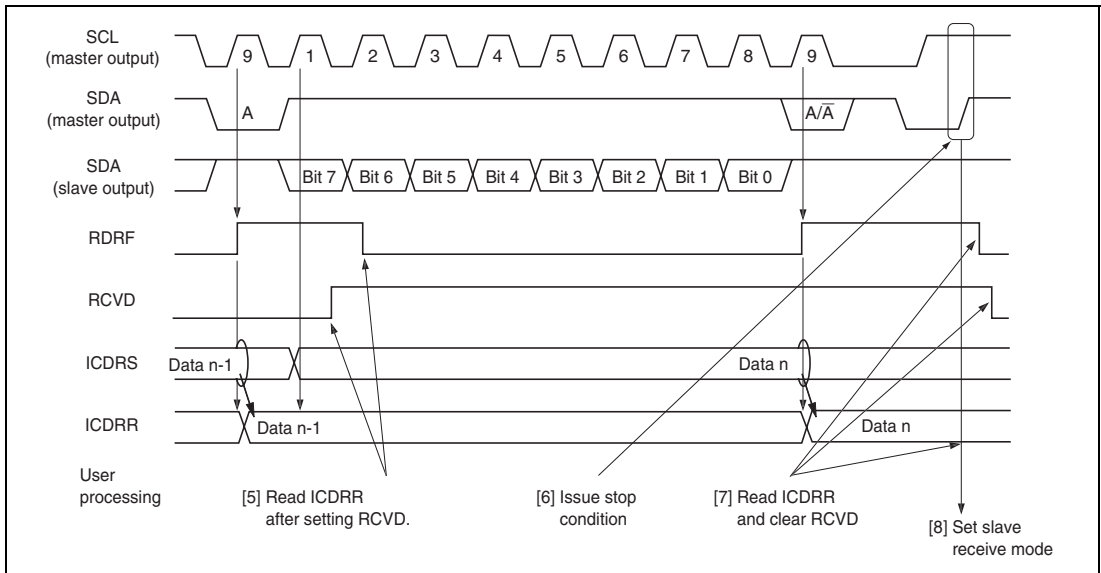 SCL
(master output)
9 1 2 3 4 5 6 7 8 9
SDA
(master output)
A A/A̅
SDA
(slave output)
Bit 7 Bit 6 Bit 5 Bit 4 Bit 3 Bit 2 Bit 1 Bit 0
RDRF
RCVD
ICDRS Data n-1 Data n
ICDRR Data n-1 Data n
User
processing
[5] Read ICDRR
after setting RCVD.
[6] Issue stop
condition
[7] Read ICDRR
and clear RCVD
[8] Set slave
receive mode